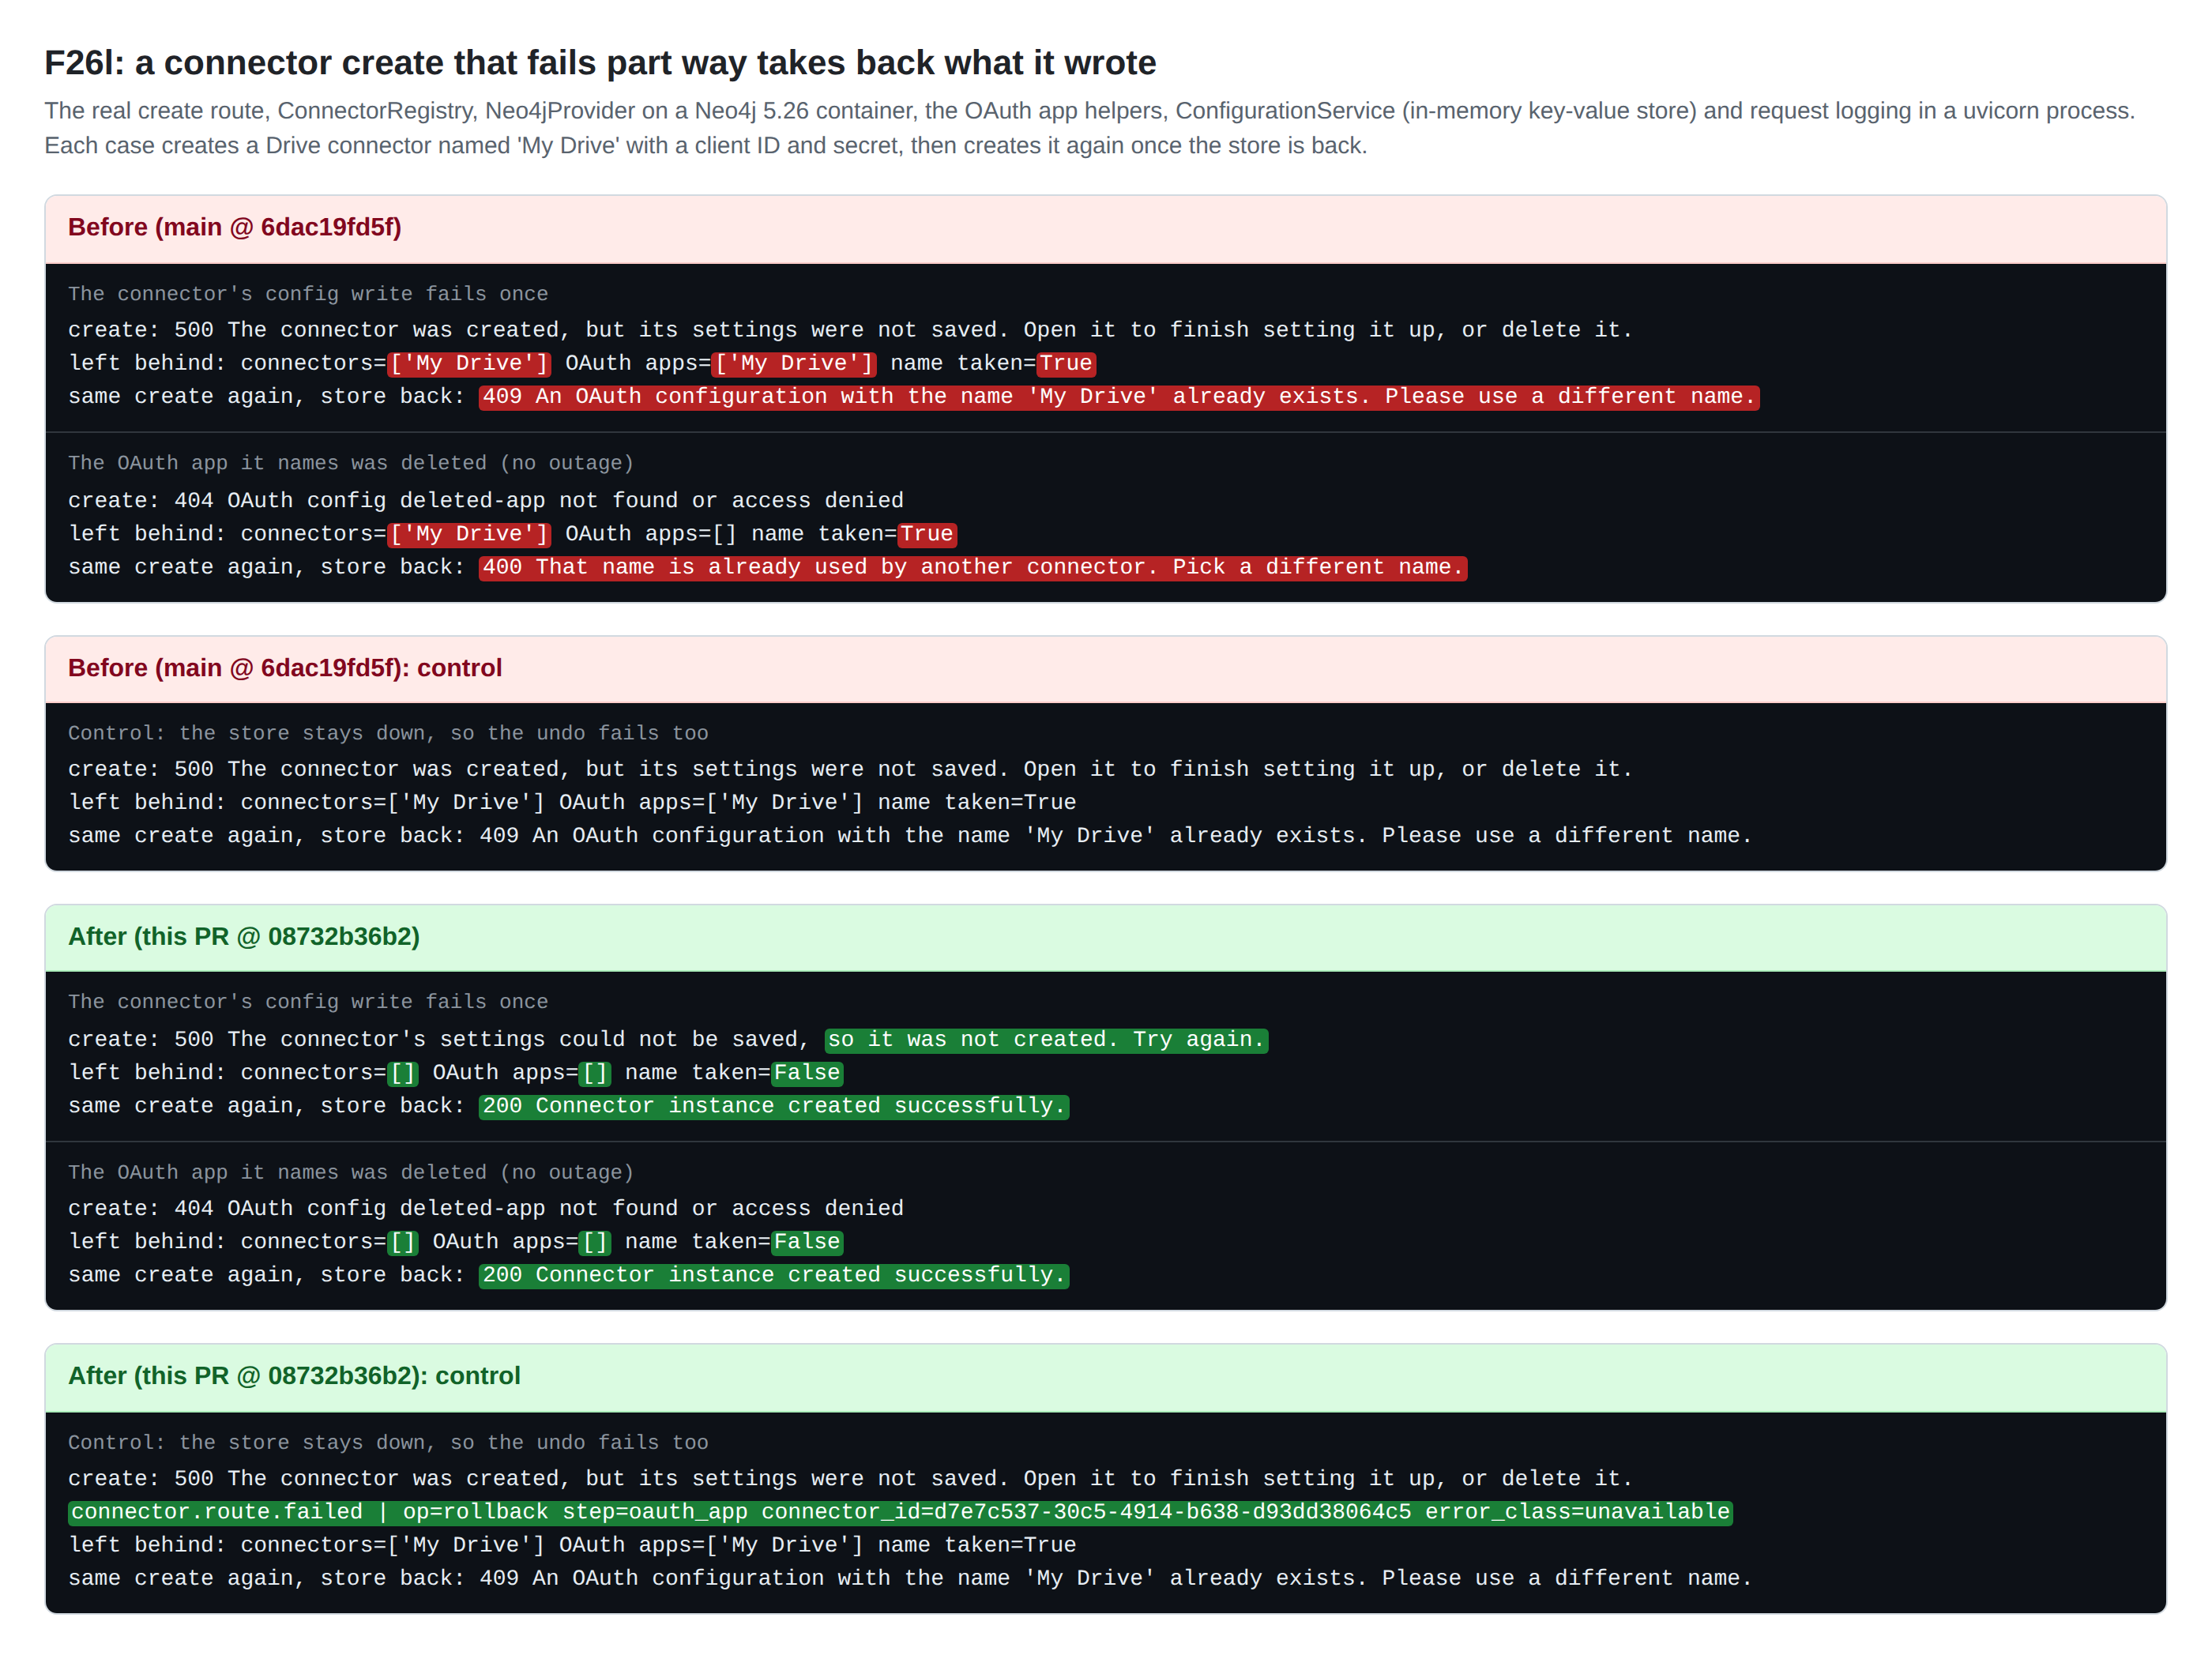 F26l: a connector create that fails part way takes back what it wrote
The real create route, ConnectorRegistry, Neo4jProvider on a Neo4j 5.26 container, the OAuth app helpers, ConfigurationService (in-memory key-value store) and request logging in a uvicorn process.
Each case creates a Drive connector named 'My Drive' with a client ID and secret, then creates it again once the store is back.
Before (main @ 6dac19fd5f)
The connector's config write fails once
create: 500 The connector was created, but its settings were not saved. Open it to finish setting it up, or delete it.
left behind: connectors=['My Drive'] OAuth apps=['My Drive'] name taken=True
same create again, store back: 409 An OAuth configuration with the name 'My Drive' already exists. Please use a different name.
The OAuth app it names was deleted (no outage)
create: 404 OAuth config deleted-app not found or access denied
left behind: connectors=['My Drive'] OAuth apps=[] name taken=True
same create again, store back: 400 That name is already used by another connector. Pick a different name.
Before (main @ 6dac19fd5f): control
Control: the store stays down, so the undo fails too
create: 500 The connector was created, but its settings were not saved. Open it to finish setting it up, or delete it.
left behind: connectors=['My Drive'] OAuth apps=['My Drive'] name taken=True
same create again, store back: 409 An OAuth configuration with the name 'My Drive' already exists. Please use a different name.
After (this PR @ 08732b36b2)
The connector's config write fails once
create: 500 The connector's settings could not be saved, so it was not created. Try again.
left behind: connectors=[] OAuth apps=[] name taken=False
same create again, store back: 200 Connector instance created successfully.
The OAuth app it names was deleted (no outage)
create: 404 OAuth config deleted-app not found or access denied
left behind: connectors=[] OAuth apps=[] name taken=False
same create again, store back: 200 Connector instance created successfully.
After (this PR @ 08732b36b2): control
Control: the store stays down, so the undo fails too
create: 500 The connector was created, but its settings were not saved. Open it to finish setting it up, or delete it.
connector.route.failed | op=rollback step=oauth_app connector_id=d7e7c537-30c5-4914-b638-d93dd38064c5 error_class=unavailable
left behind: connectors=['My Drive'] OAuth apps=['My Drive'] name taken=True
same create again, store back: 409 An OAuth configuration with the name 'My Drive' already exists. Please use a different name.